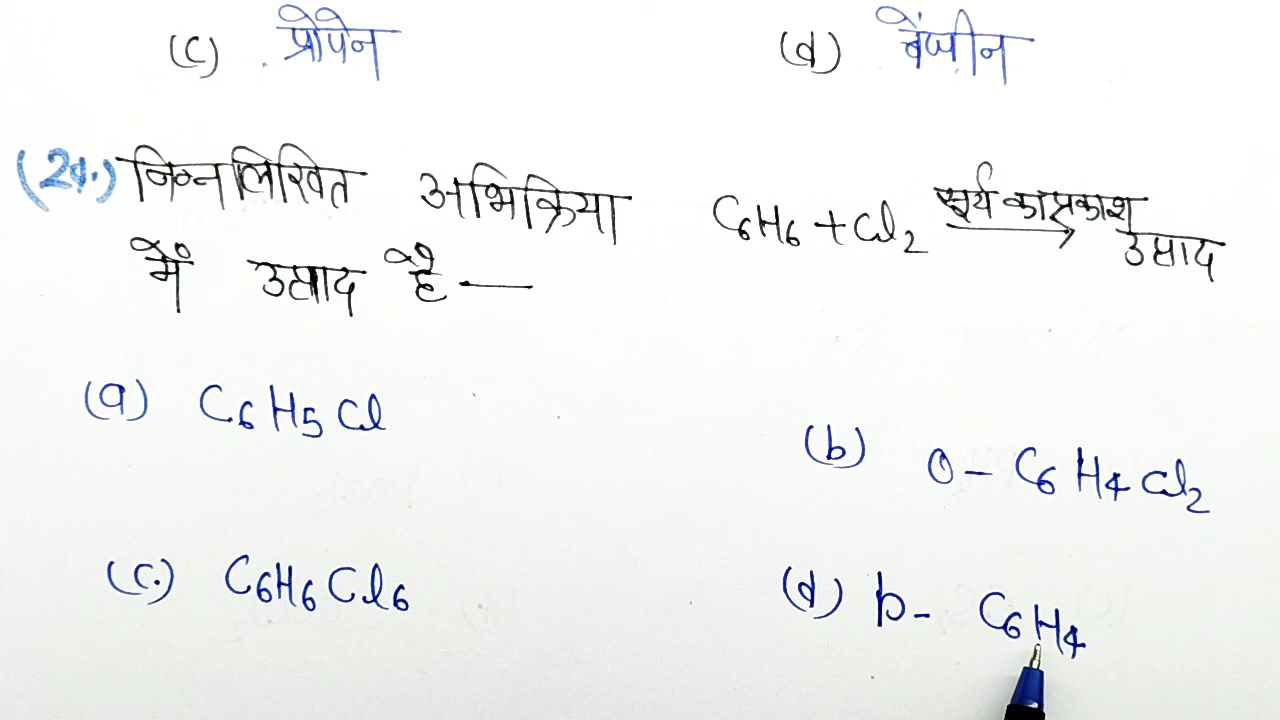 (c) प्रोपेन (d) बेंजीन
(24.) निम्नलिखित अभिक्रिया C₆H₆ + Cl₂ सूर्य का प्रकाश →
में उत्पाद है — उत्पाद
(a) C₆H₅Cl
(b) o- C₆H₄Cl₂
(c.) C₆H₆Cl₆
(d) p- C₆H₄